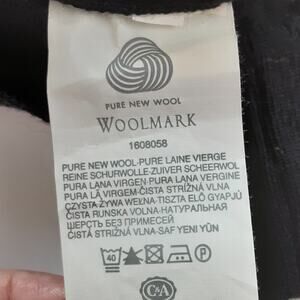 PURE NEW WOOL
WOOLMARK
1608058
PURE NEW WOOL-PURE LAINE VIERGE
REINE SCHURWOLLE-ZUIVER SCHEERWOL
PURA LANA VIRGEN-PURA LANA VERGINE
PURA LÃ VIRGEM-ČISTÁ STRIŽNÁ VLNA
CZYSTA ŻYWA WEŁNA-TISZTA ÉLŐ GYAPJÚ
ČISTA RUNSKA VOLNA-НАТУРАЛЬНАЯ
ШЕРСТЬ БЕЗ ПРИМЕСЕЙ
ČISTÁ STRIŽNÁ VLNA-SAF YENI YÜN
40
P
C&A